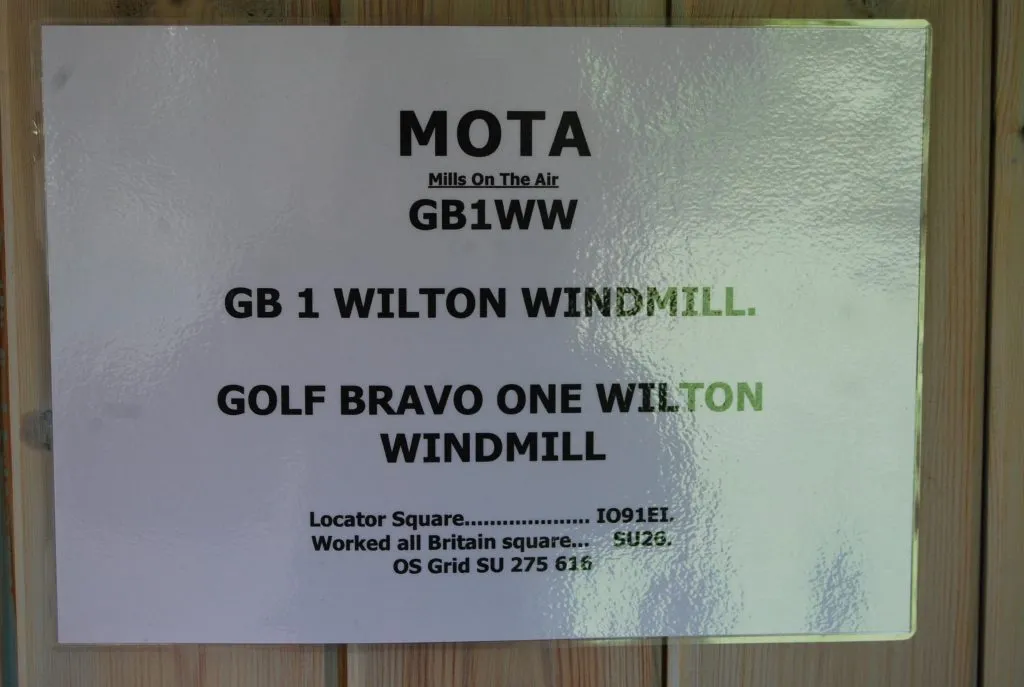 MOTA
Mills On The Air
GB1WW
GB 1 WILTON WINDMILL.
GOLF BRAVO ONE WILTON
WINDMILL
Locator Square.................... IO91EI.
Worked all Britain square... SU26.
OS Grid SU 275 616